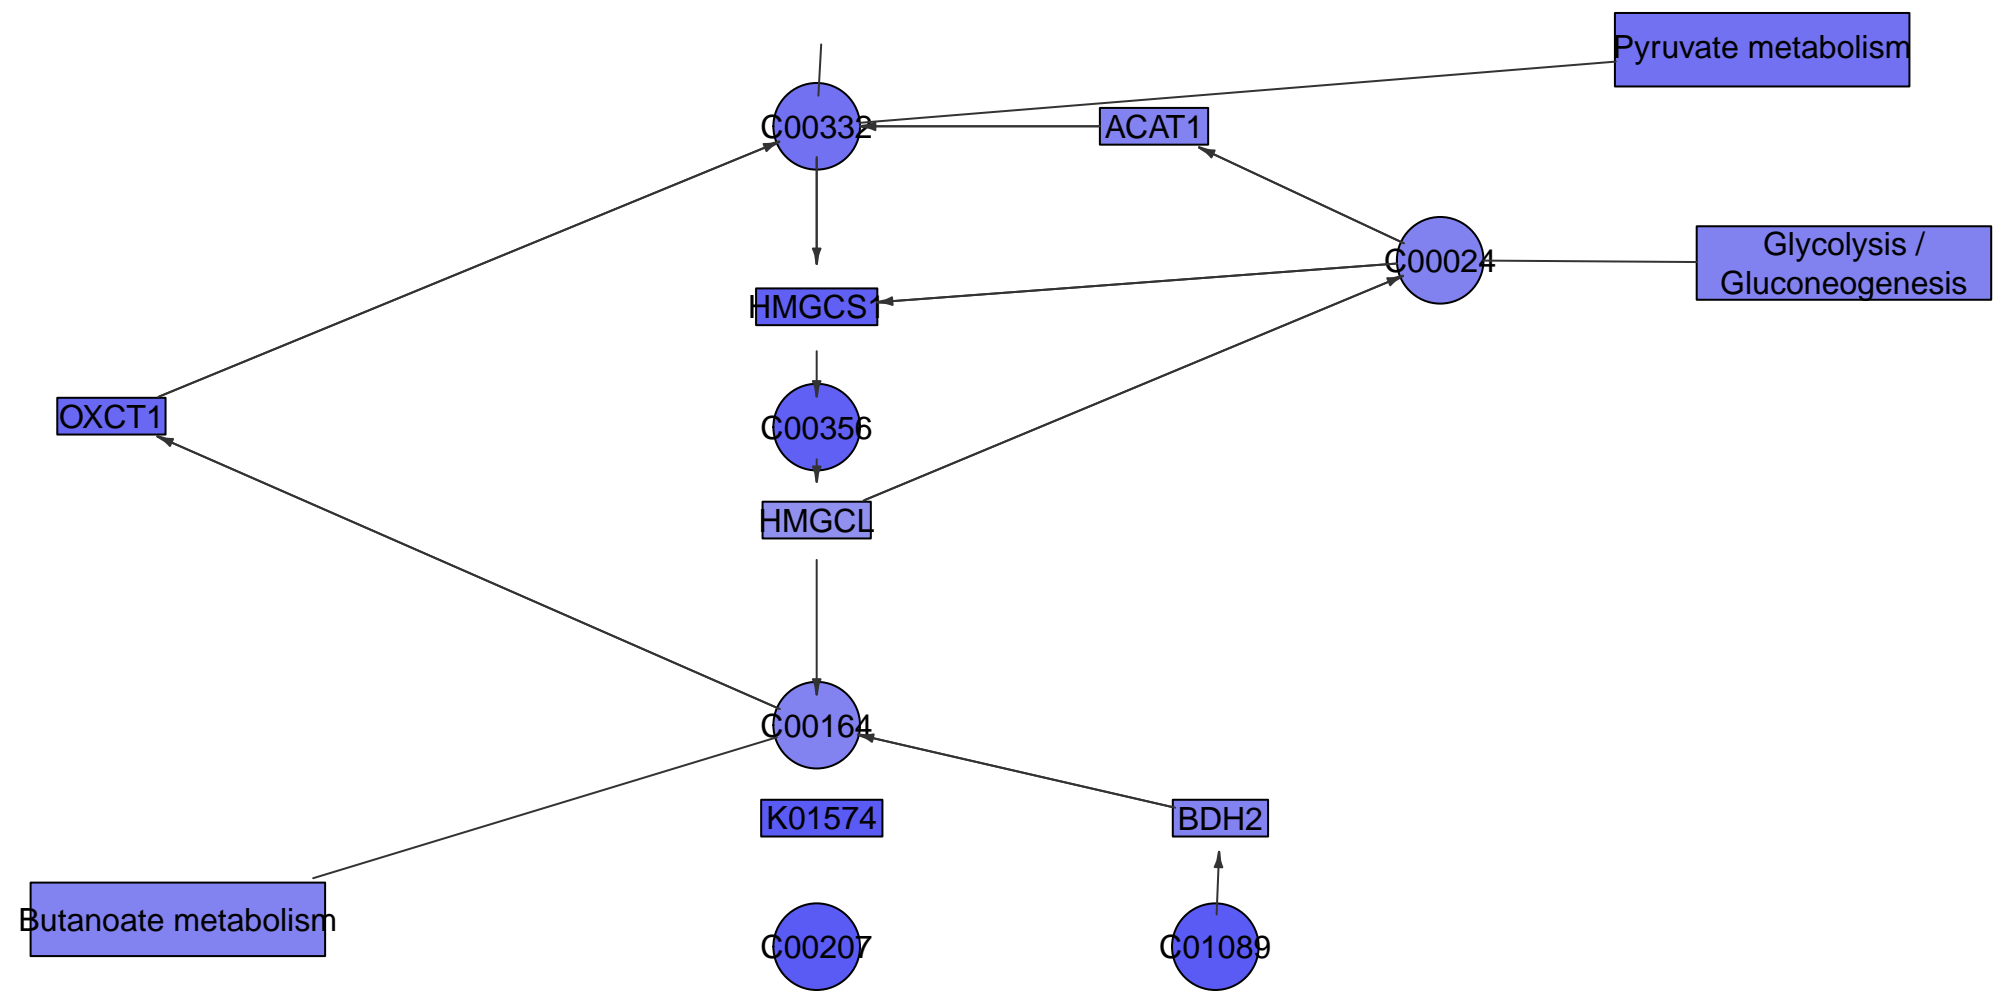 Pyruvate metabolism
C00332
ACAT1
Glycolysis /
Gluconeogenesis
C00024
HMGCS1
OXCT1
C00356
HMGCL
C00164
K01574
BDH2
Butanoate metabolism
C00207
C01089